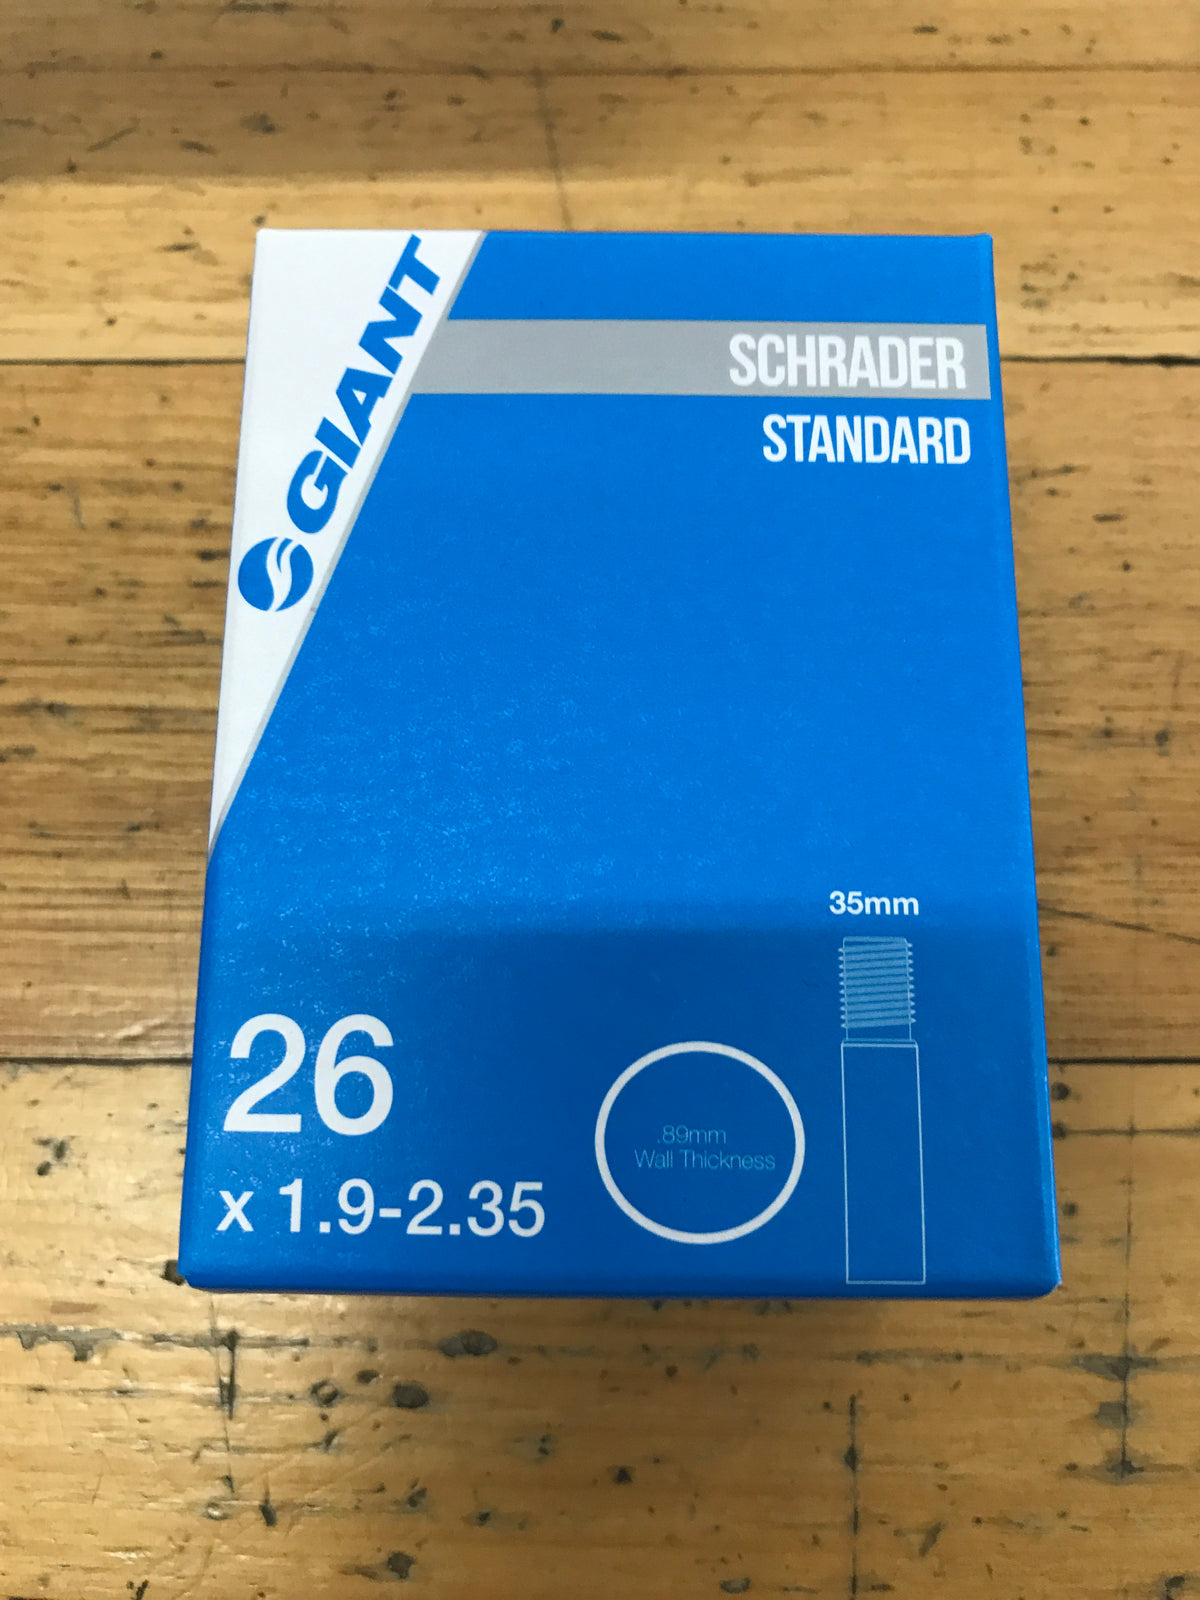 GIANT
SCHRADER
STANDARD
35mm
26
x 1.9-2.35
.89mm
Wall Thickness